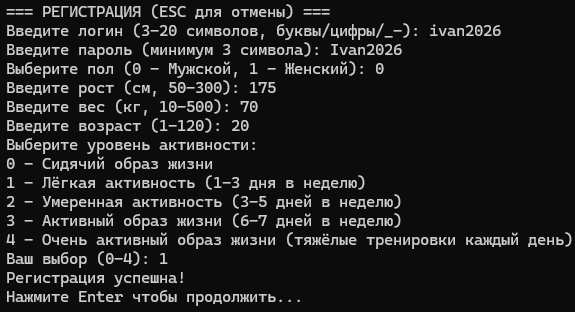 === РЕГИСТРАЦИЯ (ESC для отмены) ===
Введите логин (3-20 символов, буквы/цифры/_-): ivan2026
Введите пароль (минимум 3 символа): Ivan2026
Выберите пол (0 - Мужской, 1 - Женский): 0
Введите рост (см, 50-300): 175
Введите вес (кг, 10-500): 70
Введите возраст (1-120): 20
Выберите уровень активности:
0 - Сидячий образ жизни
1 - Лёгкая активность (1-3 дня в неделю)
2 - Умеренная активность (3-5 дней в неделю)
3 - Активный образ жизни (6-7 дней в неделю)
4 - Очень активный образ жизни (тяжёлые тренировки каждый день)
Ваш выбор (0-4): 1
Регистрация успешна!
Нажмите Enter чтобы продолжить...